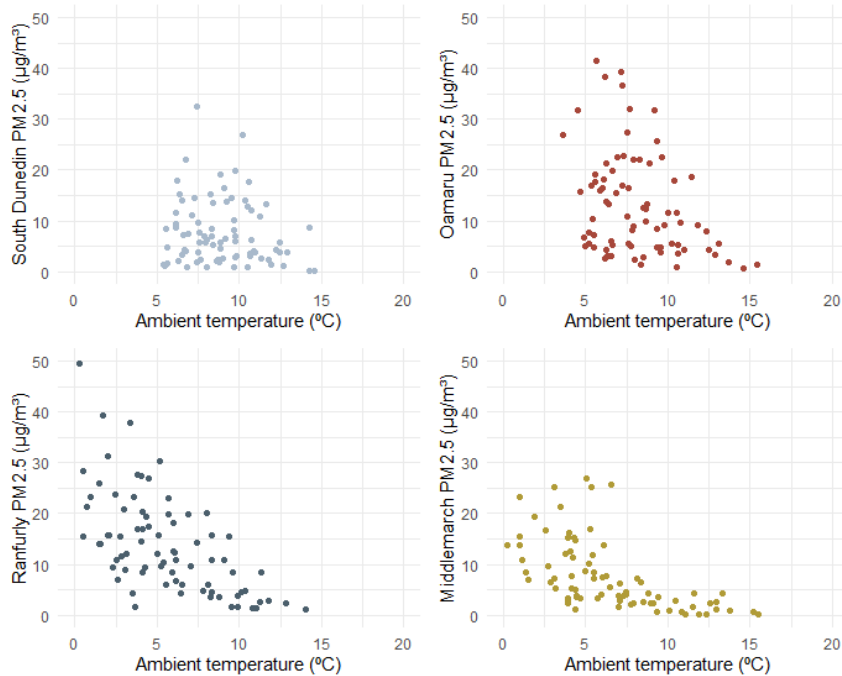 South Dunedin PM2.5 (µg/m³)
50
40
30
20
10
0
0 5 10 15 20
Ambient temperature (ºC)
Oamaru PM2.5 (µg/m³)
50
40
30
20
10
0
0 5 10 15 20
Ambient temperature (ºC)
Ranfurly PM2.5 (µg/m³)
50
40
30
20
10
0
0 5 10 15 20
Ambient temperature (ºC)
Middlemarch PM2.5 (µg/m³)
50
40
30
20
10
0
0 5 10 15 20
Ambient temperature (ºC)